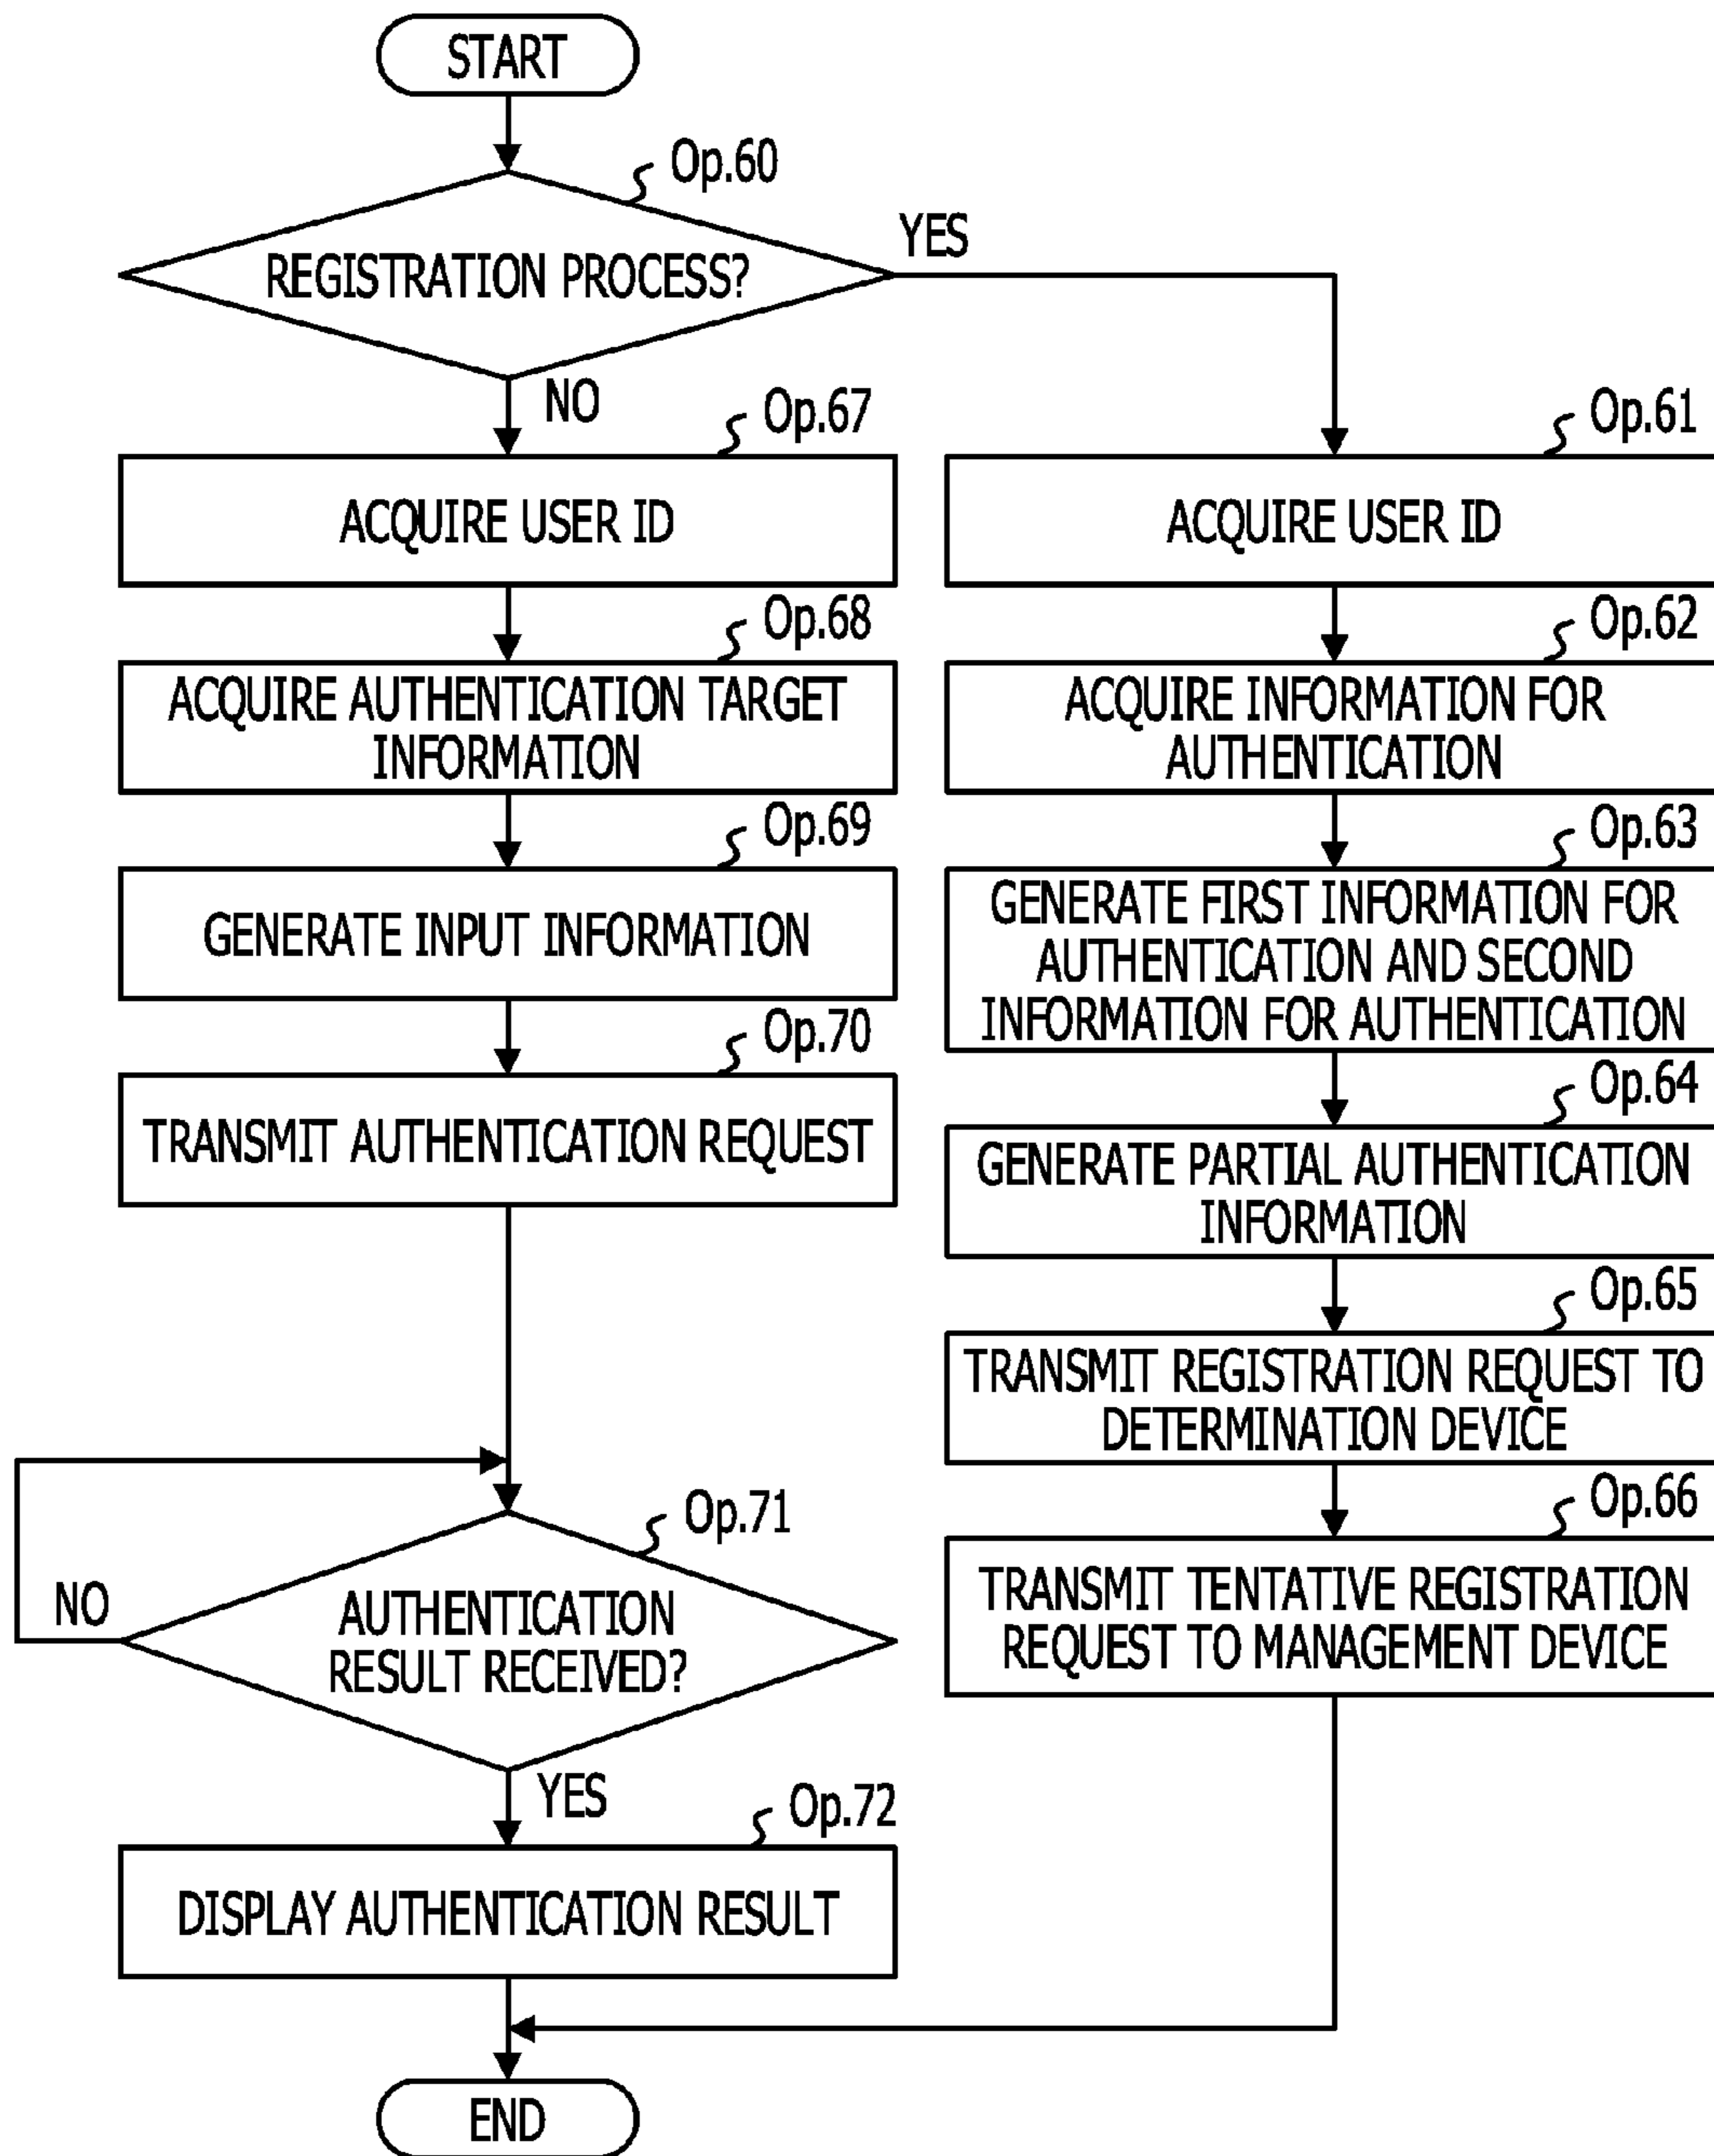 START
Op.60
REGISTRATION PROCESS?
YES
NO
Op.67
ACQUIRE USER ID
Op.68
ACQUIRE AUTHENTICATION TARGET
INFORMATION
Op.69
GENERATE INPUT INFORMATION
Op.70
TRANSMIT AUTHENTICATION REQUEST
Op.71
AUTHENTICATION
RESULT RECEIVED?
NO
YES
Op.72
DISPLAY AUTHENTICATION RESULT
Op.61
ACQUIRE USER ID
Op.62
ACQUIRE INFORMATION FOR
AUTHENTICATION
Op.63
GENERATE FIRST INFORMATION FOR
AUTHENTICATION AND SECOND
INFORMATION FOR AUTHENTICATION
Op.64
GENERATE PARTIAL AUTHENTICATION
INFORMATION
Op.65
TRANSMIT REGISTRATION REQUEST TO
DETERMINATION DEVICE
Op.66
TRANSMIT TENTATIVE REGISTRATION
REQUEST TO MANAGEMENT DEVICE
END